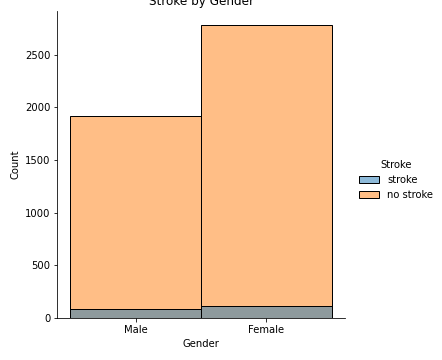 Stroke by Gender
2500
2000
1500
1000
500
0
Count
Male
Female
Gender
Stroke
stroke
no stroke